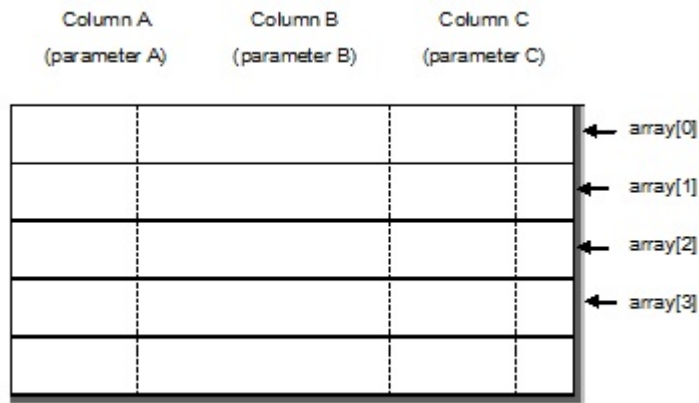 Column A Column B Column C
(parameter A) (parameter B) (parameter C)
array[0]
array[1]
array[2]
array[3]